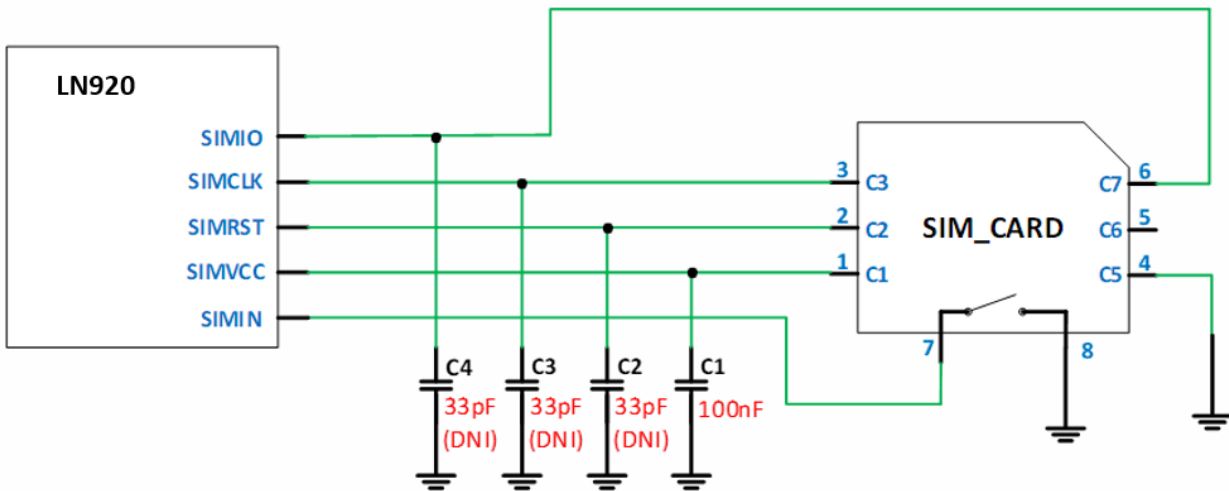 LN920
SIMIO
SIMCLK
SIMRST
SIMVCC
SIMIN
C4
33pF
(DNI)
C3
33pF
(DNI)
C2
33pF
(DNI)
C1
100nF
SIM_CARD
3
C3
2
C2
1
C1
C7
6
C6
5
C5
4
7
8